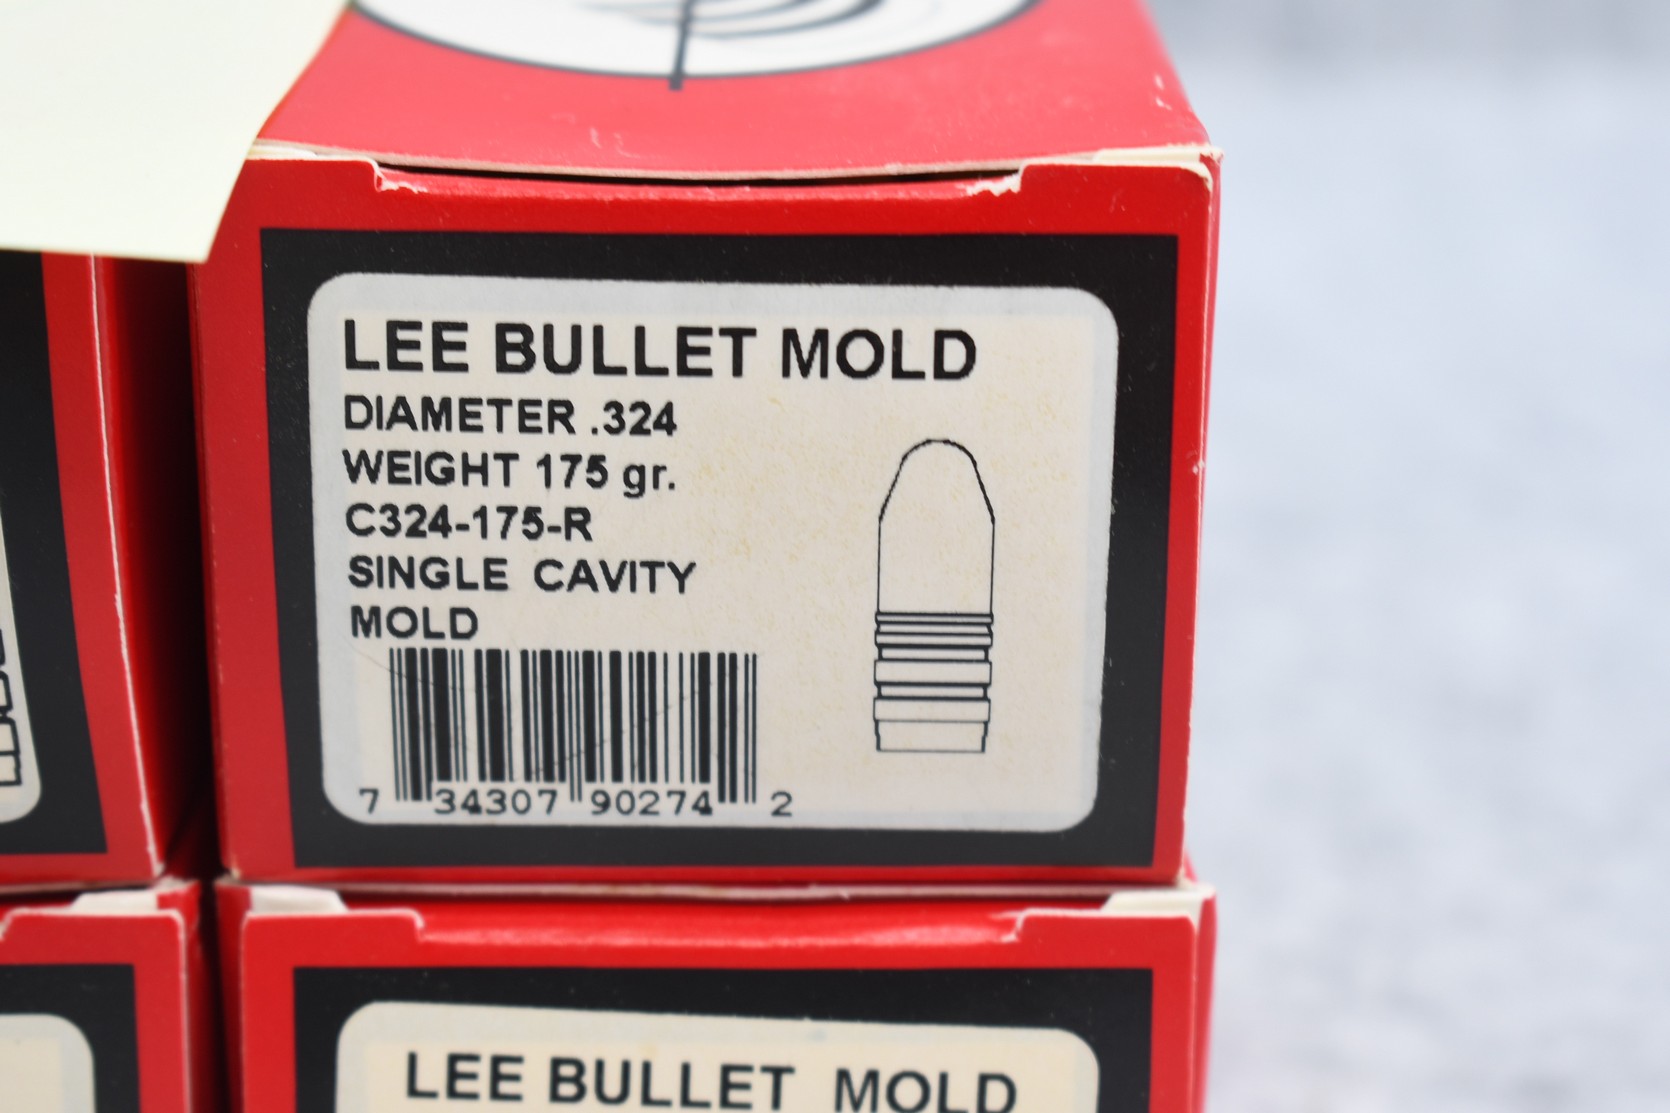 LEE BULLET MOLD
DIAMETER .324
WEIGHT 175 gr.
C324-175-R
SINGLE CAVITY
MOLD
7 34307 90274 2
LEE BULLET MOLD